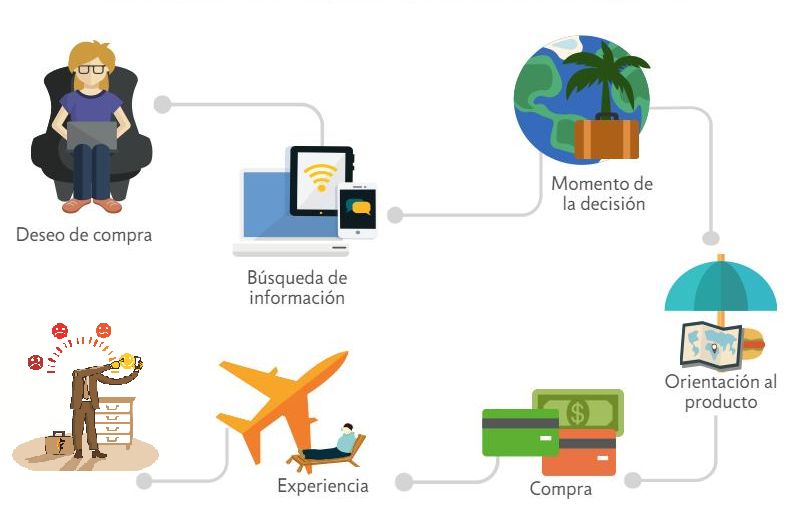 Deseo de compra
Búsqueda de
información
Momento de
la decisión
Orientación al
producto
Compra
Experiencia